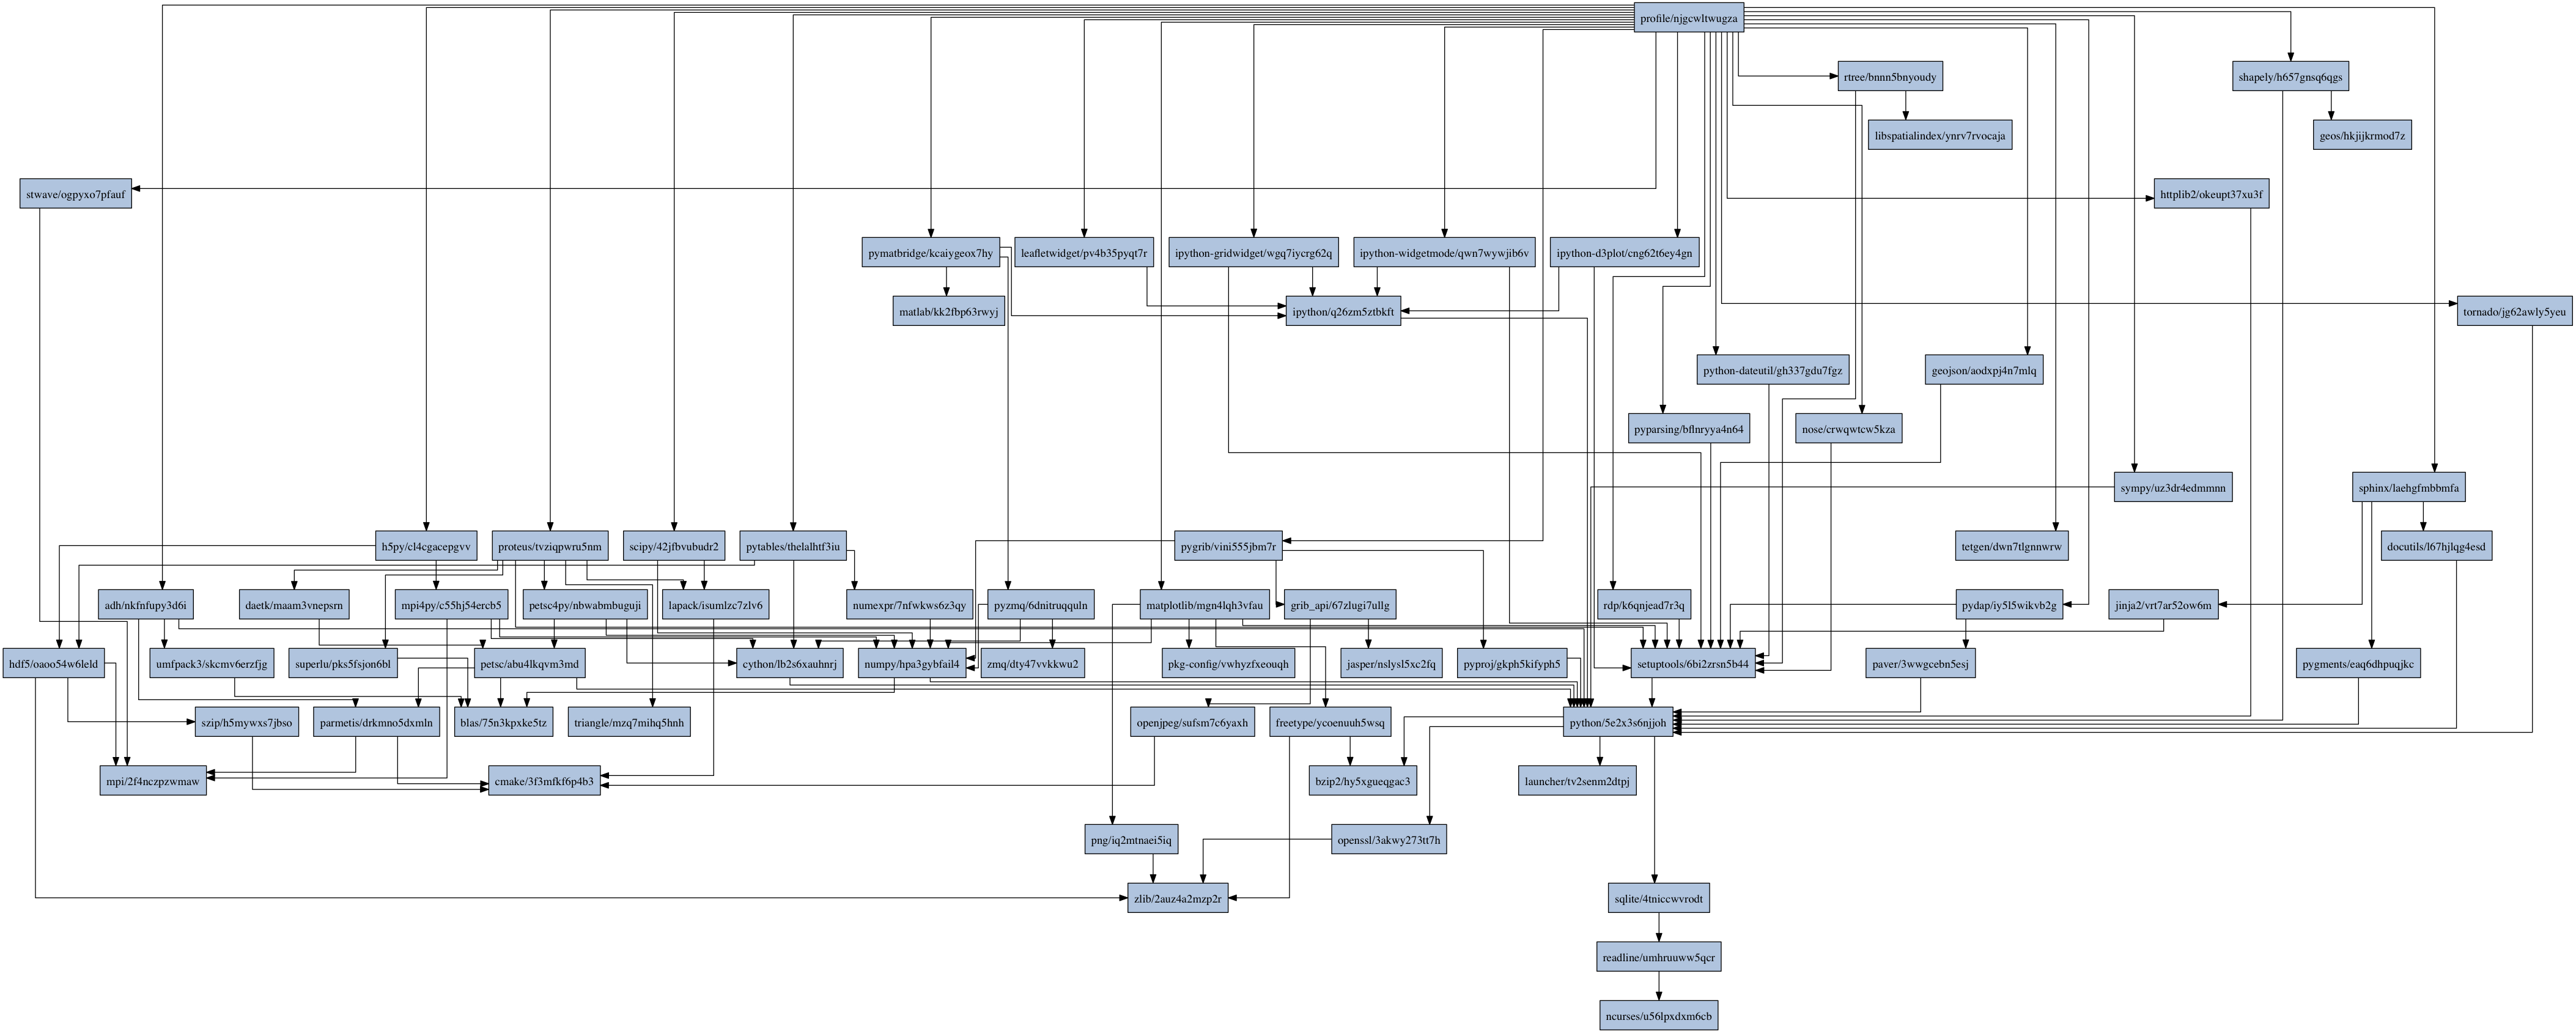 profile/njgcwltwugza
rtree/bnnn5bnyoudy
shapely/h657gnsq6qgs
libspatialindex/ynrv7rvocaja
geos/hkjijkrmod7z
stwave/ogpyxo7pfauf
httplib2/okeupt37xu3f
pymatbridge/kcaiygeox7hy
leafletwidget/pv4b35pyqt7r
ipython-gridwidget/wgq7iycrg62q
ipython-widgetmode/qwn7wywjib6v
ipython-d3plot/cng62t6ey4gn
matlab/kk2fbp63rwyj
ipython/q26zm5ztbkft
tornado/jg62awly5yeu
python-dateutil/gh337gdu7fgz
geojson/aodxpj4n7mlq
pyparsing/bflnryya4n64
nose/crwqwtcw5kza
sympy/uz3dr4edmmnn
sphinx/laehgfmbbmfa
h5py/cl4cgacepgvv
proteus/tvziqpwru5nm
scipy/42jfbvubudr2
pytables/thelalhtf3iu
pygrib/vini555jbm7r
tetgen/dwn7tlgnnwrw
docutils/l67hjlqg4esd
adh/nkfnfupy3d6i
daetk/maam3vnepsrn
mpi4py/c55hj54ercb5
petsc4py/nbwabmbuguji
lapack/isumlzc7zlv6
numexpr/7nfwkws6z3qy
pyzmq/6dnitruqquln
matplotlib/mgn4lqh3vfau
grib_api/67zlugi7ullg
rdp/k6qnjead7r3q
pydap/iy5l5wikvb2g
jinja2/vrt7ar52ow6m
hdf5/oaoo54w6leld
umfpack3/skcmv6erzfjg
superlu/pks5fsjon6bl
petsc/abu4lkqvm3md
cython/lb2s6xauhnrj
numpy/hpa3gybfail4
zmq/dty47vvkkwu2
pkg-config/vwhyzfxeouqh
jasper/nslysl5xc2fq
pyproj/gkph5kifyph5
setuptools/6bi2zrsn5b44
paver/3wwgcebn5esj
pygments/eaq6dhpuqjkc
szip/h5mywxs7jbso
parmetis/drkmno5dxmln
blas/75n3kpxke5tz
triangle/mzq7mihq5hnh
openjpeg/sufsm7c6yaxh
freetype/ycoenuuh5wsq
python/5e2x3s6njjoh
mpi/2f4nczpzwmaw
cmake/3f3mfkf6p4b3
bzip2/hy5xgueqgac3
launcher/tv2senm2dtpj
png/iq2mtnaei5iq
openssl/3akwy273tt7h
zlib/2auz4a2mzp2r
sqlite/4tniccwvrodt
readline/umhruuww5qcr
ncurses/u56lpxdxm6cb